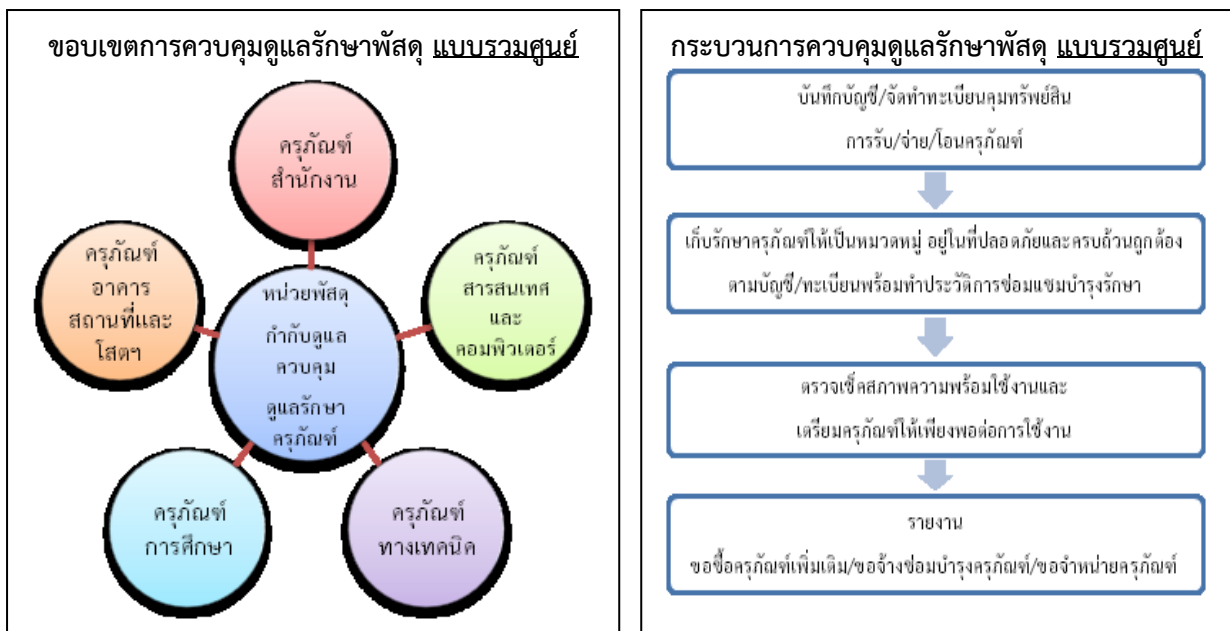 ขอบเขตการควบคุมดูแลรักษาพัสดุ แบบรวมศูนย์
ครุภัณฑ์
สำนักงาน
ครุภัณฑ์
สารสนเทศ
และ
คอมพิวเตอร์
ครุภัณฑ์
ทางเทคนิค
ครุภัณฑ์
การศึกษา
ครุภัณฑ์
อาคาร
สถานที่และ
โสตฯ
หน่วยพัสดุ
กำกับดูแล
ควบคุม
ดูแลรักษา
ครุภัณฑ์
กระบวนการควบคุมดูแลรักษาพัสดุ แบบรวมศูนย์
บันทึกบัญชี/จัดทำทะเบียนคุมทรัพย์สิน
การรับ/จ่าย/โอนครุภัณฑ์
เก็บรักษาครุภัณฑ์ให้เป็นหมวดหมู่ อยู่ในที่ปลอดภัยและครบถ้วนถูกต้อง
ตามบัญชี/ทะเบียนพร้อมทำประวัติการซ่อมแซมบำรุงรักษา
ตรวจเช็คสภาพความพร้อมใช้งานและ
เตรียมครุภัณฑ์ให้เพียงพอต่อการใช้งาน
รายงาน
ขอซื้อครุภัณฑ์เพิ่มเติม/ขอจ้างซ่อมบำรุงครุภัณฑ์/ขอจำหน่ายครุภัณฑ์